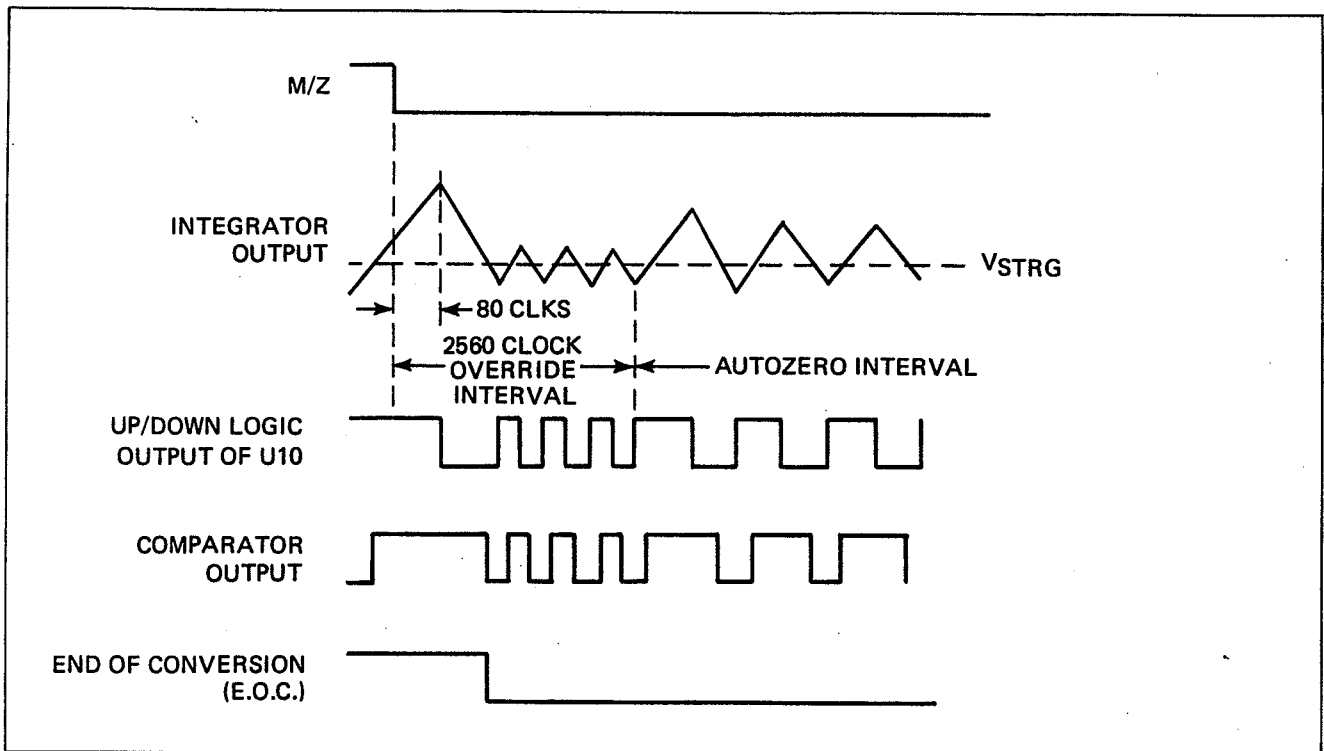 M/Z
INTEGRATOR
OUTPUT
VSTRG
80 CLKS
2560 CLOCK
OVERRIDE
INTERVAL
AUTOZERO INTERVAL
UP/DOWN LOGIC
OUTPUT OF U10
COMPARATOR
OUTPUT
END OF CONVERSION
(E.O.C.)